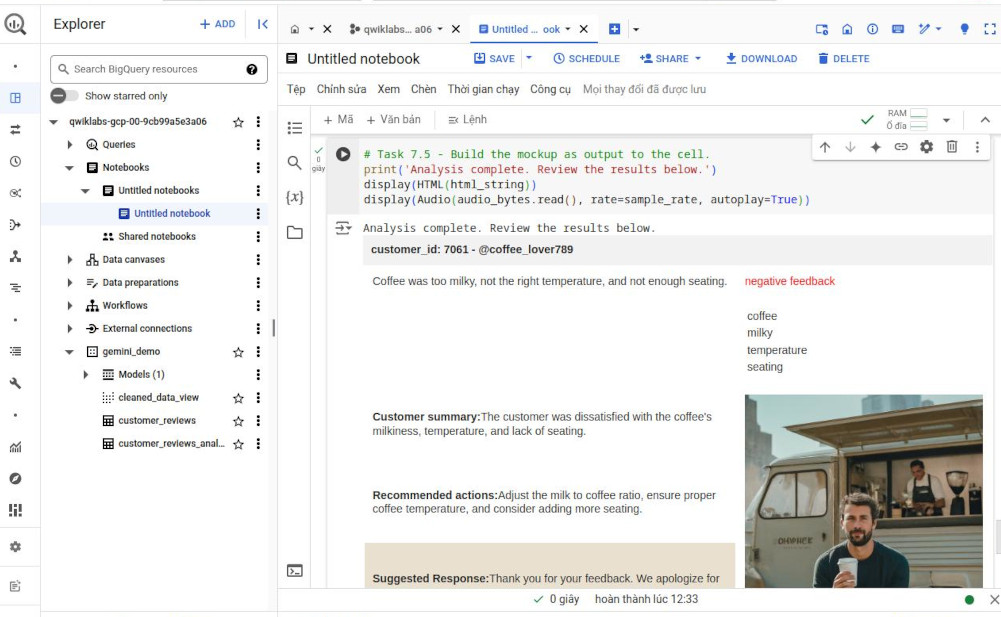 Explorer
+ ADD
qwiklabs... a06
Untitled ... ook
Search BigQuery resources
Show starred only
qwiklabs-gcp-00-9cb99a5e3a06
Queries
Notebooks
Untitled notebooks
Untitled notebook
Shared notebooks
Data canvases
Data preparations
Workflows
External connections
gemini_demo
Models (1)
cleaned_data_view
customer_reviews
customer_reviews_anal...
Untitled notebook
SAVE
SCHEDULE
SHARE
DOWNLOAD
DELETE
Tệp Chỉnh sửa Xem Chèn Thời gian chạy Công cụ Mọi thay đổi đã được lưu
+ Mã + Văn bản Lệnh
RAM
Ổ đĩa
0
giây
{x}
# Task 7.5 - Build the mockup as output to the cell.
print('Analysis complete. Review the results below.')
display(HTML(html_string))
display(Audio(audio_bytes.read(), rate=sample_rate, autoplay=True))
Analysis complete. Review the results below.
customer_id: 7061 - @coffee_lover789
Coffee was too milky, not the right temperature, and not enough seating.
negative feedback
coffee
milky
temperature
seating
Customer summary:The customer was dissatisfied with the coffee's
milkiness, temperature, and lack of seating.
Recommended actions:Adjust the milk to coffee ratio, ensure proper
coffee temperature, and consider adding more seating.
Suggested Response:Thank you for your feedback. We apologize for
0 giây hoàn thành lúc 12:33